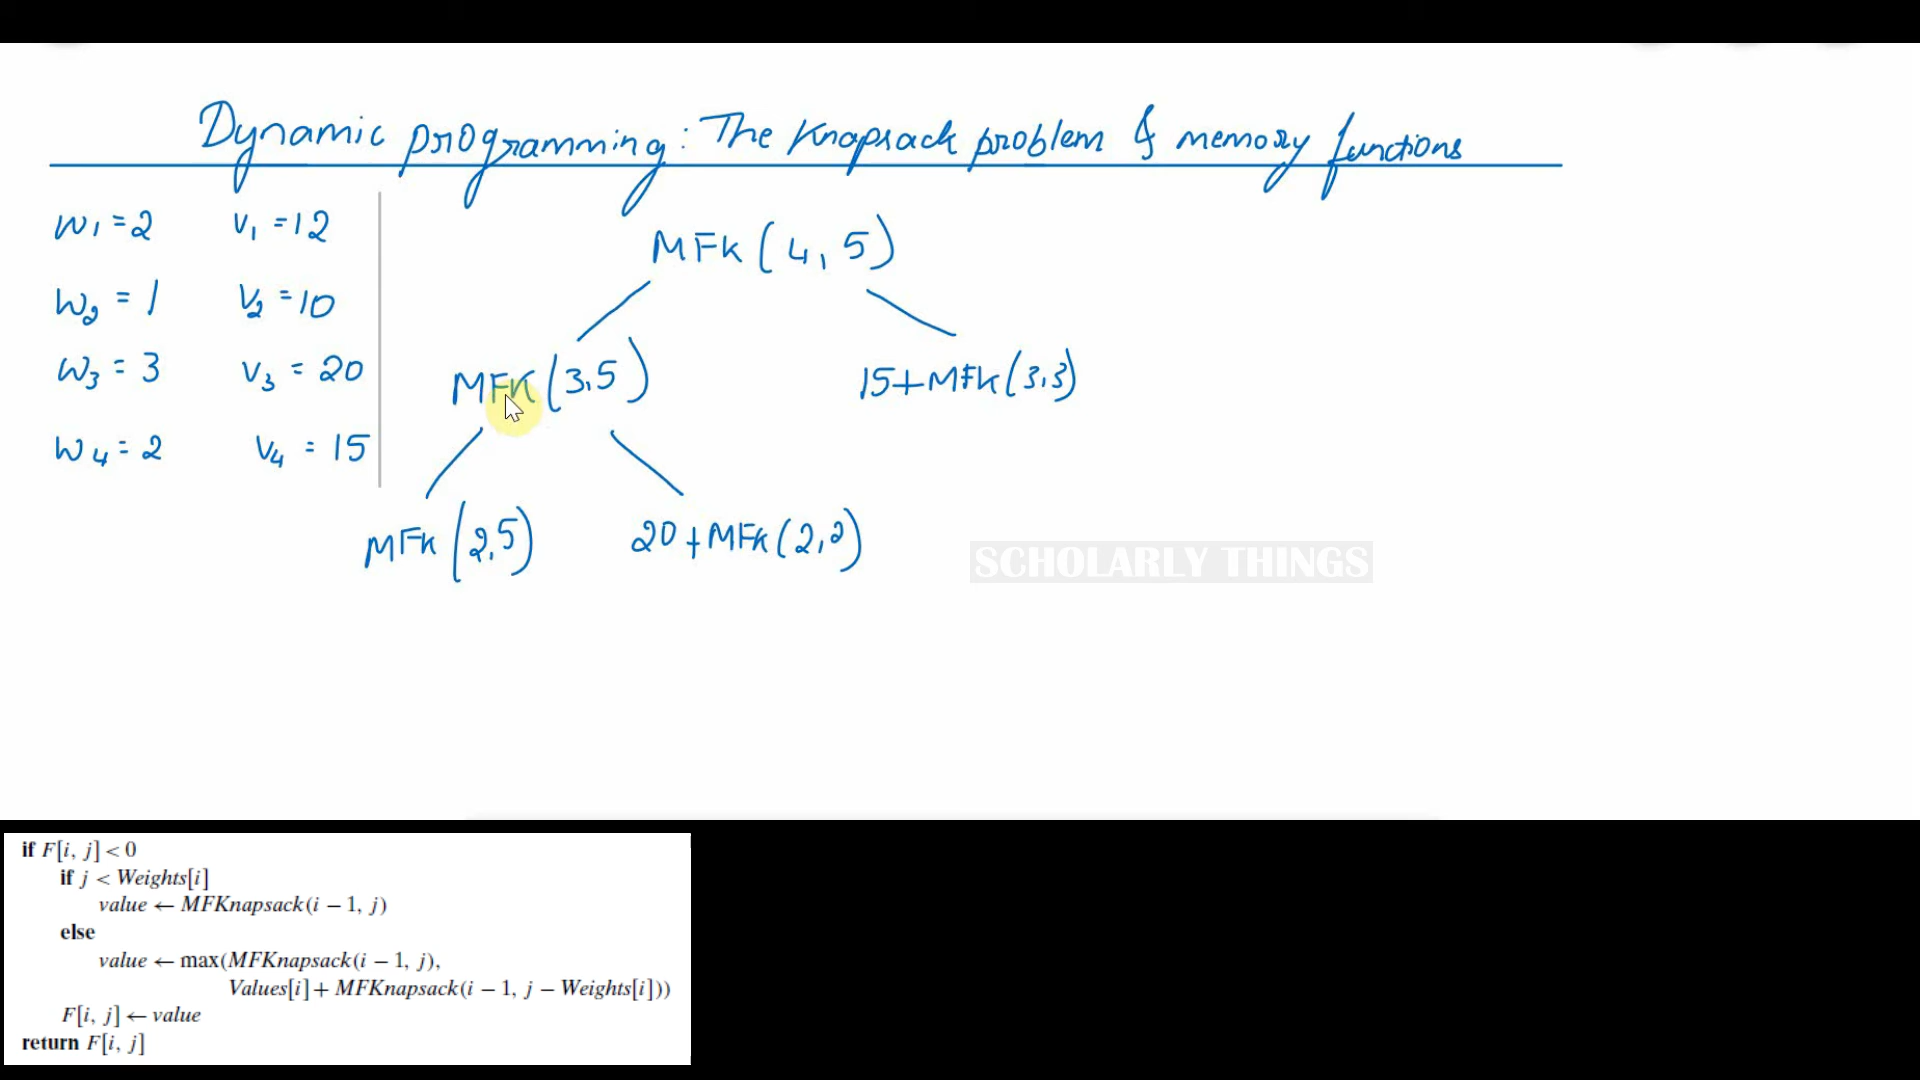 Dynamic programming: The Knapsack problem & memory functions
w1 = 2 v1 = 12
w2 = 1 v2 = 10
w3 = 3 v3 = 20
w4 = 2 v4 = 15
MFK (4, 5)
MFK (3,5) 15+MFK(3,3)
MFK (2,5) 20+MFK(2,2)
SCHOLARLY THINGS
if F[i, j] < 0
if j < Weights[i]
value ← MFKnapsack(i − 1, j)
else
value ← max(MFKnapsack(i − 1, j),
Values[i] + MFKnapsack(i − 1, j − Weights[i]))
F[i, j] ← value
return F[i, j]